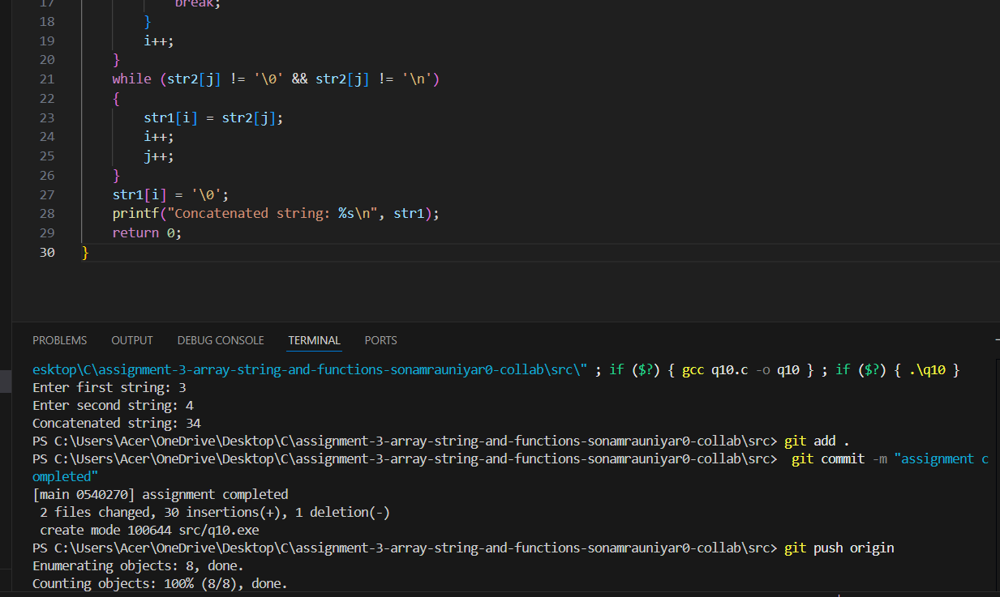 17 break;
18 }
19 i++;
20 }
21 while (str2[j] != '\0' && str2[j] != '\n')
22 {
23 str1[i] = str2[j];
24 i++;
25 j++;
26 }
27 str1[i] = '\0';
28 printf("Concatenated string: %s\n", str1);
29 return 0;
30 }
PROBLEMS OUTPUT DEBUG CONSOLE TERMINAL PORTS
esktop\C\assignment-3-array-string-and-functions-sonamrauniyar0-collab\src\" ; if ($?) { gcc q10.c -o q10 } ; if ($?) { .\q10 }
Enter first string: 3
Enter second string: 4
Concatenated string: 34
PS C:\Users\Acer\OneDrive\Desktop\C\assignment-3-array-string-and-functions-sonamrauniyar0-collab\src> git add .
PS C:\Users\Acer\OneDrive\Desktop\C\assignment-3-array-string-and-functions-sonamrauniyar0-collab\src>  git commit -m "assignment c
ompleted"
[main 0540270] assignment completed
 2 files changed, 30 insertions(+), 1 deletion(-)
 create mode 100644 src/q10.exe
PS C:\Users\Acer\OneDrive\Desktop\C\assignment-3-array-string-and-functions-sonamrauniyar0-collab\src> git push origin
Enumerating objects: 8, done.
Counting objects: 100% (8/8), done.